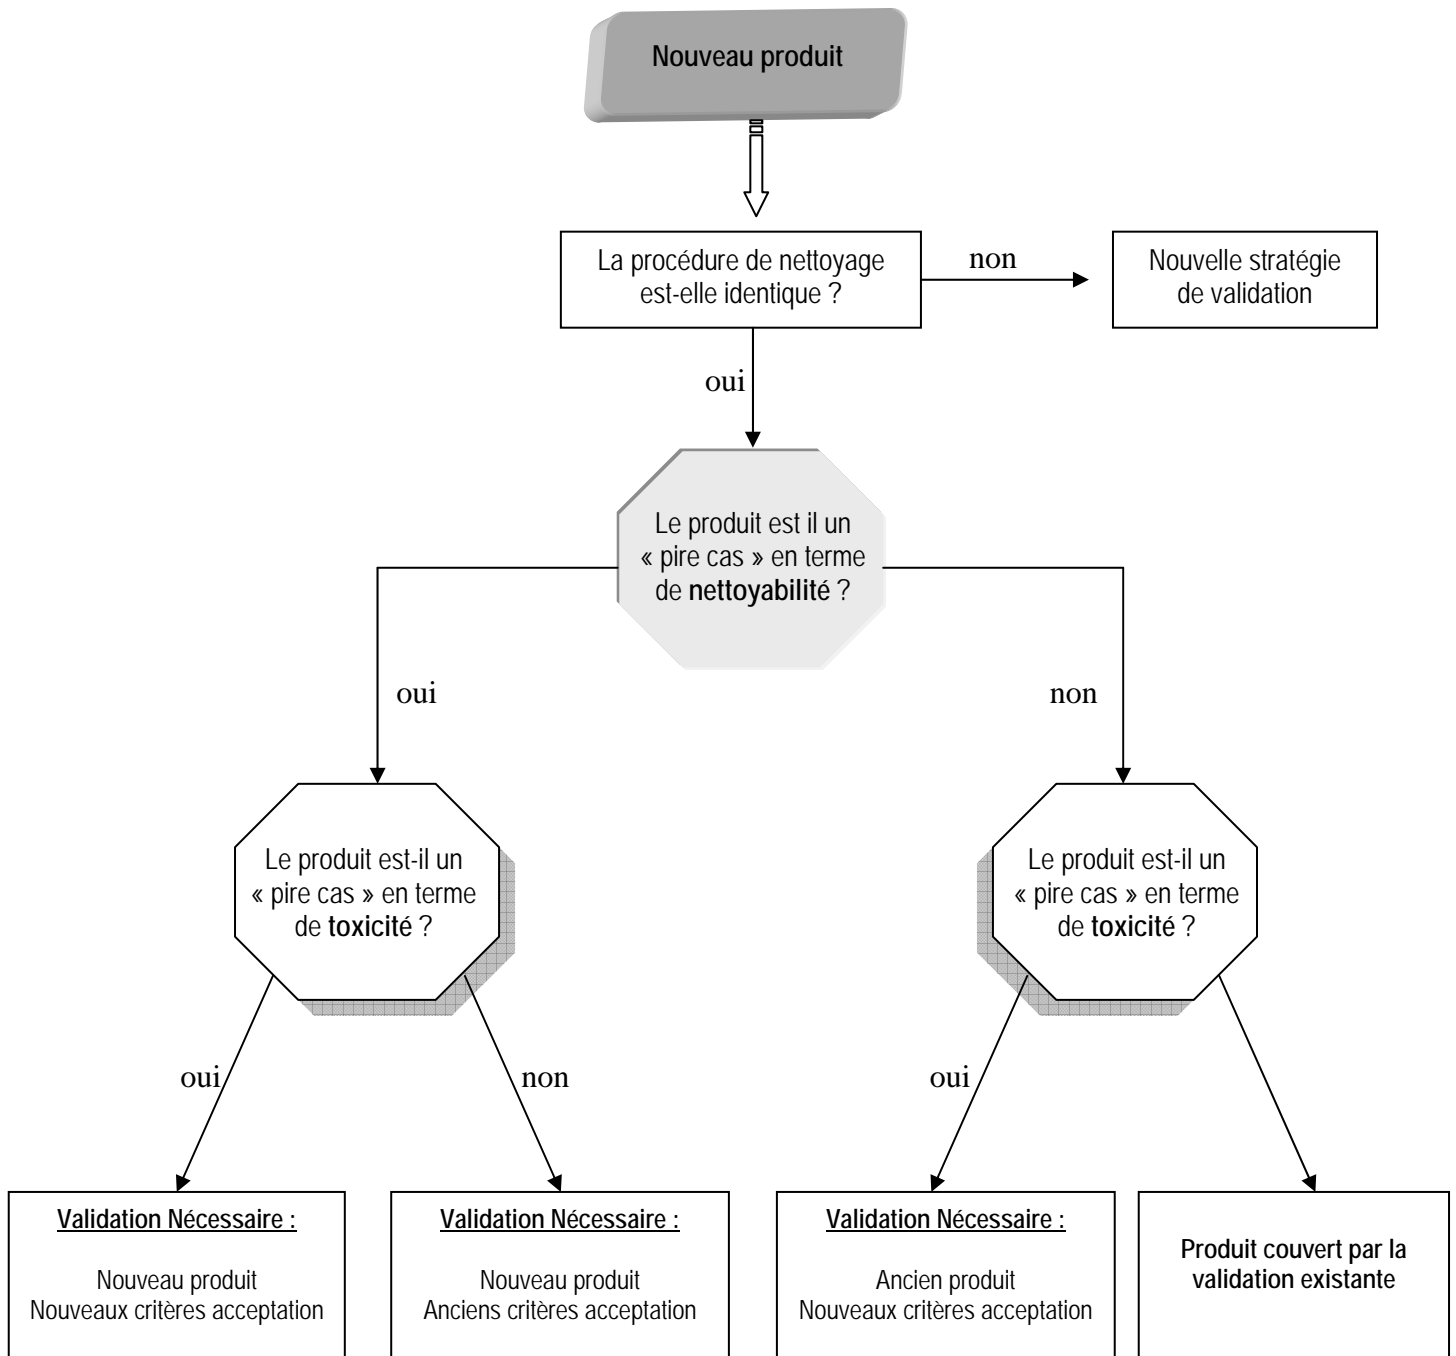 Nouveau produit
La procédure de nettoyage
est-elle identique ?
non
Nouvelle stratégie
de validation
oui
Le produit est il un
« pire cas » en terme
de nettoyabilité ?
oui
non
Le produit est-il un
« pire cas » en terme
de toxicité ?
Le produit est-il un
« pire cas » en terme
de toxicité ?
oui
non
oui
Validation Nécessaire :
Nouveau produit
Nouveaux critères acceptation
Validation Nécessaire :
Nouveau produit
Anciens critères acceptation
Validation Nécessaire :
Ancien produit
Nouveaux critères acceptation
Produit couvert par la
validation existante